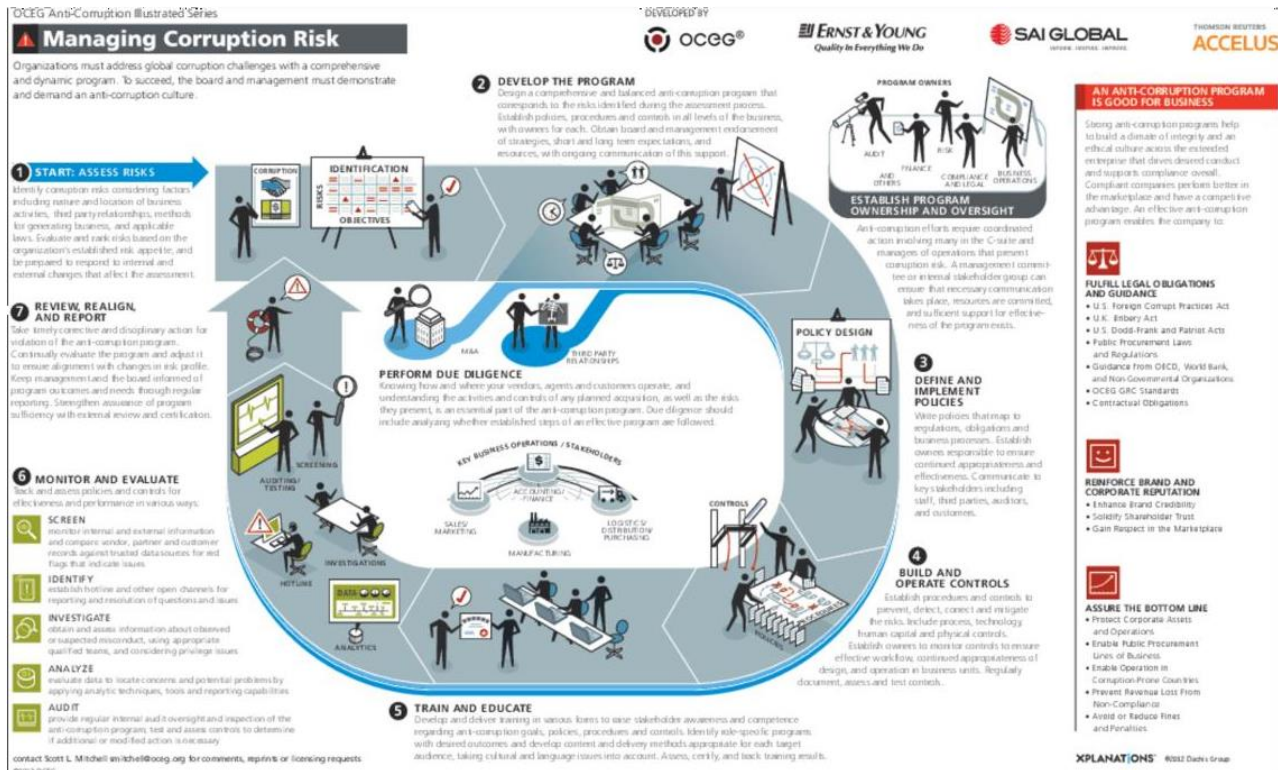 OCEG Anti-Corruption Illustrated Series
Managing Corruption Risk
Organizations must address global corruption challenges with a comprehensive
and dynamic program. To succeed, the board and management must demonstrate
and demand an anti-corruption culture.
DEVELOPED BY
OCEG®
ERNST & YOUNG
Quality In Everything We Do
SAI GLOBAL
THOMSON REUTERS
ACCELUS
1 START: ASSESS RISKS
Identify corruption risks considering factors
including nature and location of business
activities, third party relationships, methods
for generating business, and applicable
laws. Evaluate and rank risks based on the
organization's established risk appetite, and
be prepared to respond to internal and
external changes that affect the assessment.
CORRUPTION
IDENTIFICATION
RISKS
OBJECTIVES
2 DEVELOP THE PROGRAM
Design a comprehensive and balanced anti-corruption program that
corresponds to the risks identified during the assessment process.
Establish policies, procedures and controls in all levels of the business,
with owners for each. Obtain board and management endorsement
of strategies, short and long term expectations, and
resources, with ongoing communication of this support.
PROGRAM OWNERS
AUDIT
FINANCE
RISK
AND
OTHERS
COMPLIANCE
AND LEGAL
BUSINESS
OPERATIONS
ESTABLISH PROGRAM
OWNERSHIP AND OVERSIGHT
Anti-corruption efforts require coordinated
action involving many in the C-suite and
managers of operations that present
corruption risk. A management commit-
tee or internal stakeholder group can
ensure that necessary communication
takes place, resources are committed,
and sufficient support for effective-
ness of the program exists.
M&A
THIRD PARTY
RELATIONSHIPS
PERFORM DUE DILIGENCE
Knowing how and where your vendors, agents and customers operate, and
understanding the activities and controls of any planned acquisition, as well as the risks
they present, is an essential part of the anti-corruption program. Due diligence should
include analyzing whether established steps of an effective program are followed.
KEY BUSINESS OPERATIONS / STAKEHOLDERS
ACCOUNTING/
FINANCE
SALES/
MARKETING
MANUFACTURING
LOGISTICS/
DISTRIBUTION/
PURCHASING
POLICY DESIGN
3 DEFINE AND
IMPLEMENT
POLICIES
Write policies that map to
regulations, obligations and
business processes. Establish
owners responsible to ensure
continued appropriateness and
effectiveness. Communicate to
key stakeholders including
staff, third parties, auditors,
and customers.
CONTROLS
POLICIES
4 BUILD AND
OPERATE CONTROLS
Establish procedures and controls to
prevent, detect, correct and mitigate
the risks. Include process, technology
human capital and physical controls.
Establish owners to monitor controls to ensure
effective workflow, continued appropriateness of
design, and operation in business units. Regularly
document, assess and test controls.
5 TRAIN AND EDUCATE
Develop and deliver training in various forms to raise stakeholder awareness and competence
regarding anti-corruption goals, policies, procedures and controls. Identify role-specific programs
with desired outcomes and develop content and delivery methods appropriate for each target
audience, taking cultural and language issues into account. Assess, certify, and track training results.
7 REVIEW, REALIGN,
AND REPORT
Take timely corrective and disciplinary action for
violation of the anti-corruption program.
Continually evaluate the program and adjust it
to ensure alignment with changes in risk profile.
Keep management and the board informed of
program outcomes and needs through regular
reporting. Strengthen assurance of program
sufficiency with external review and certification.
6 MONITOR AND EVALUATE
Track and assess policies and controls for
effectiveness and performance in various ways:
SCREEN
monitor internal and external information
and compare vendor, partner and customer
records against trusted data sources for red
flags that indicate issues
IDENTIFY
establish hotline and other open channels for
reporting and resolution of questions and issues
INVESTIGATE
obtain and assess information about observed
or suspected misconduct, using appropriate
qualified teams, and considering privilege issues
ANALYZE
evaluate data to locate concerns and potential problems by
applying analytic techniques, tools and reporting capabilities
AUDIT
provide regular internal audit oversight and inspection of the
anti-corruption program; test and assess controls to determine
if additional or modified action is necessary
SCREENING
AUDITING/
TESTING
INVESTIGATIONS
HOTLINE
DATA
ANALYTICS
AN ANTI-CORRUPTION PROGRAM
IS GOOD FOR BUSINESS
Strong anti-corruption programs help
to build a climate of integrity and an
ethical culture across the extended
enterprise that drives desired conduct
and supports compliance overall.
Compliant companies perform better in
the marketplace and have a competitive
advantage. An effective anti-corruption
program enables the company to:
FULFILL LEGAL OBLIGATIONS
AND GUIDANCE
• U.S. Foreign Corrupt Practices Act
• U.K. Bribery Act
• U.S. Dodd-Frank and Patriot Acts
• Public Procurement Laws
and Regulations
• Guidance from OECD, World Bank,
and Non-Governmental Organizations
• OCEG GRC Standards
• Contractual Obligations
REINFORCE BRAND AND
CORPORATE REPUTATION
• Enhance Brand Credibility
• Solidify Shareholder Trust
• Gain Respect in the Marketplace
ASSURE THE BOTTOM LINE
• Protect Corporate Assets
and Operations
• Enable Public Procurement
Lines of Business
• Enable Operation in
Corruption-Prone Countries
• Prevent Revenue Loss From
Non-Compliance
• Avoid or Reduce Fines
and Penalties
contact Scott L. Mitchell smitchell@oceg.org for comments, reprints or licensing requests
XPLANATIONS ©2012 Dachis Group